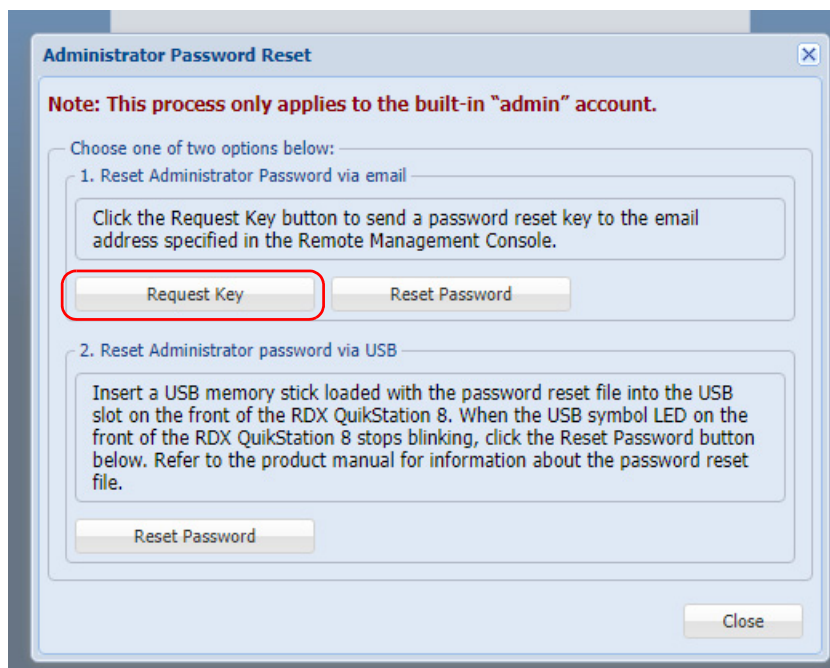 Administrator Password Reset
Note: This process only applies to the built-in “admin” account.
Choose one of two options below:
1. Reset Administrator Password via email
Click the Request Key button to send a password reset key to the email
address specified in the Remote Management Console.
Request Key Reset Password
2. Reset Administrator password via USB
Insert a USB memory stick loaded with the password reset file into the USB
slot on the front of the RDX QuikStation 8. When the USB symbol LED on the
front of the RDX QuikStation 8 stops blinking, click the Reset Password button
below. Refer to the product manual for information about the password reset
file.
Reset Password
Close